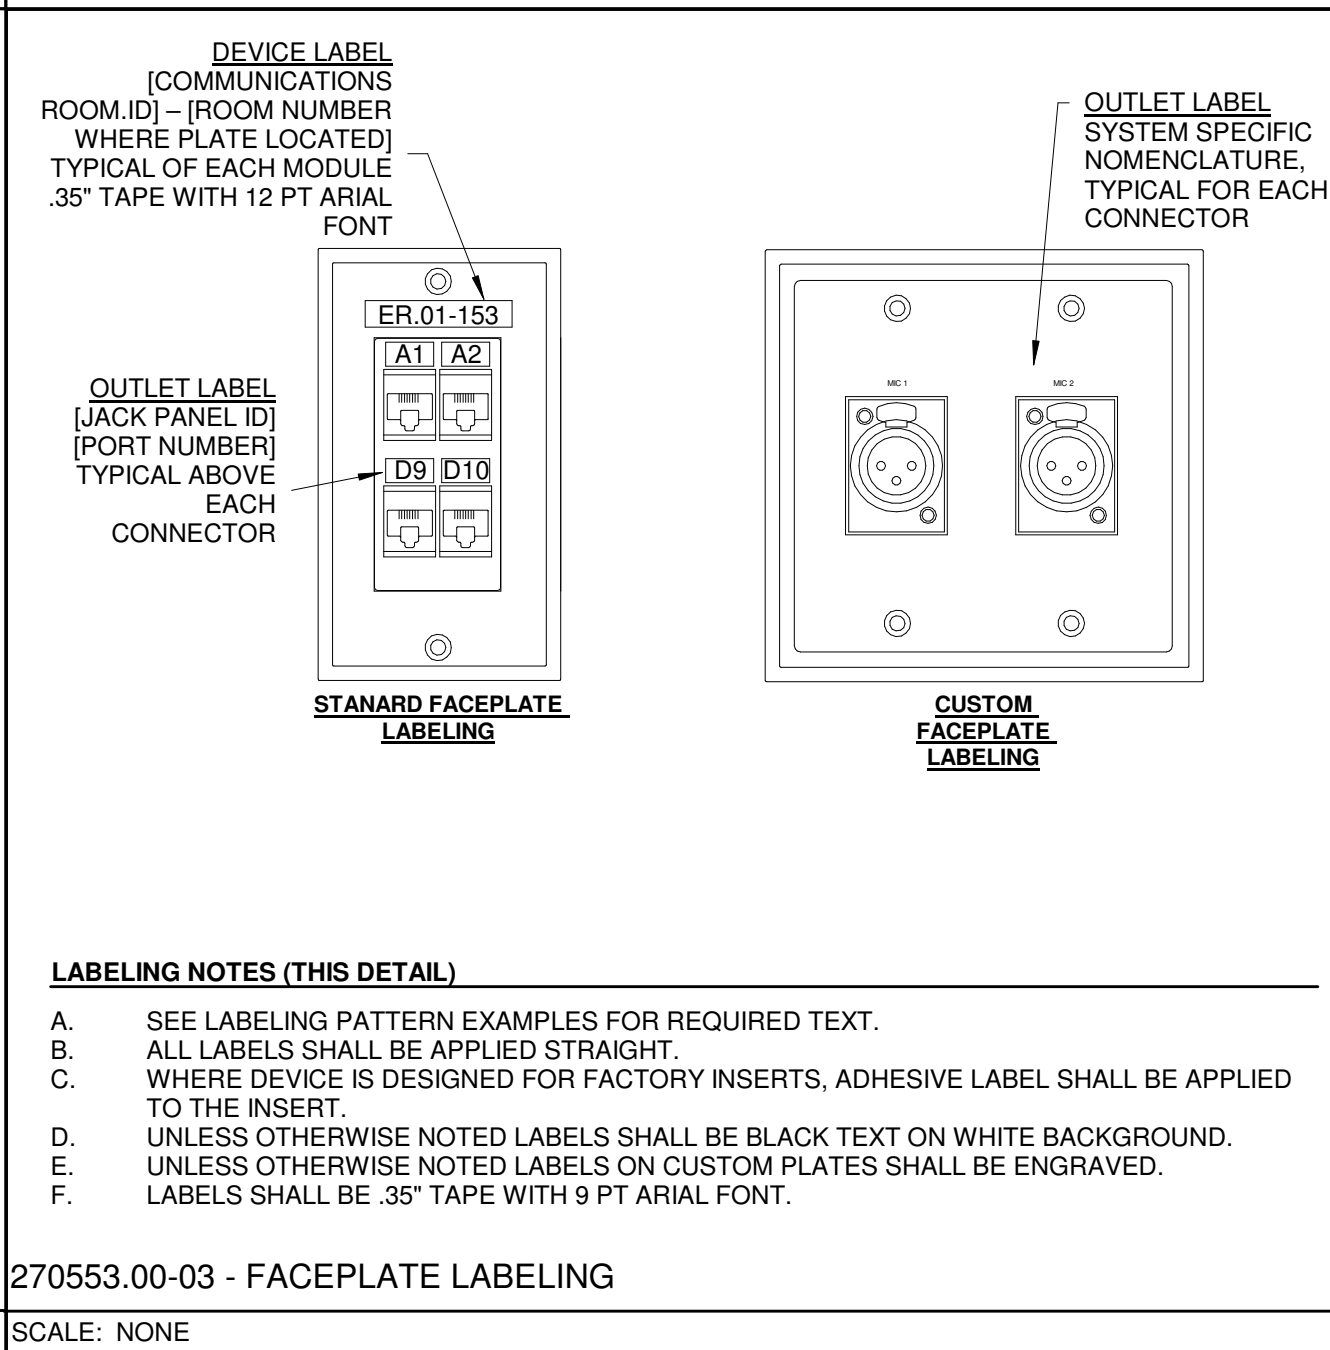 DEVICE LABEL
[COMMUNICATIONS
ROOM.ID] – [ROOM NUMBER
WHERE PLATE LOCATED]
TYPICAL OF EACH MODULE
.35" TAPE WITH 12 PT ARIAL
FONT
OUTLET LABEL
SYSTEM SPECIFIC
NOMENCLATURE,
TYPICAL FOR EACH
CONNECTOR
ER.01-153
A1 A2
OUTLET LABEL
[JACK PANEL ID]
[PORT NUMBER]
TYPICAL ABOVE
EACH
CONNECTOR
D9 D10
MIC 1 MIC 2
STANARD FACEPLATE
LABELING
CUSTOM
FACEPLATE
LABELING
LABELING NOTES (THIS DETAIL)
A. SEE LABELING PATTERN EXAMPLES FOR REQUIRED TEXT.
B. ALL LABELS SHALL BE APPLIED STRAIGHT.
C. WHERE DEVICE IS DESIGNED FOR FACTORY INSERTS, ADHESIVE LABEL SHALL BE APPLIED
TO THE INSERT.
D. UNLESS OTHERWISE NOTED LABELS SHALL BE BLACK TEXT ON WHITE BACKGROUND.
E. UNLESS OTHERWISE NOTED LABELS ON CUSTOM PLATES SHALL BE ENGRAVED.
F. LABELS SHALL BE .35" TAPE WITH 9 PT ARIAL FONT.
270553.00-03 - FACEPLATE LABELING
SCALE: NONE